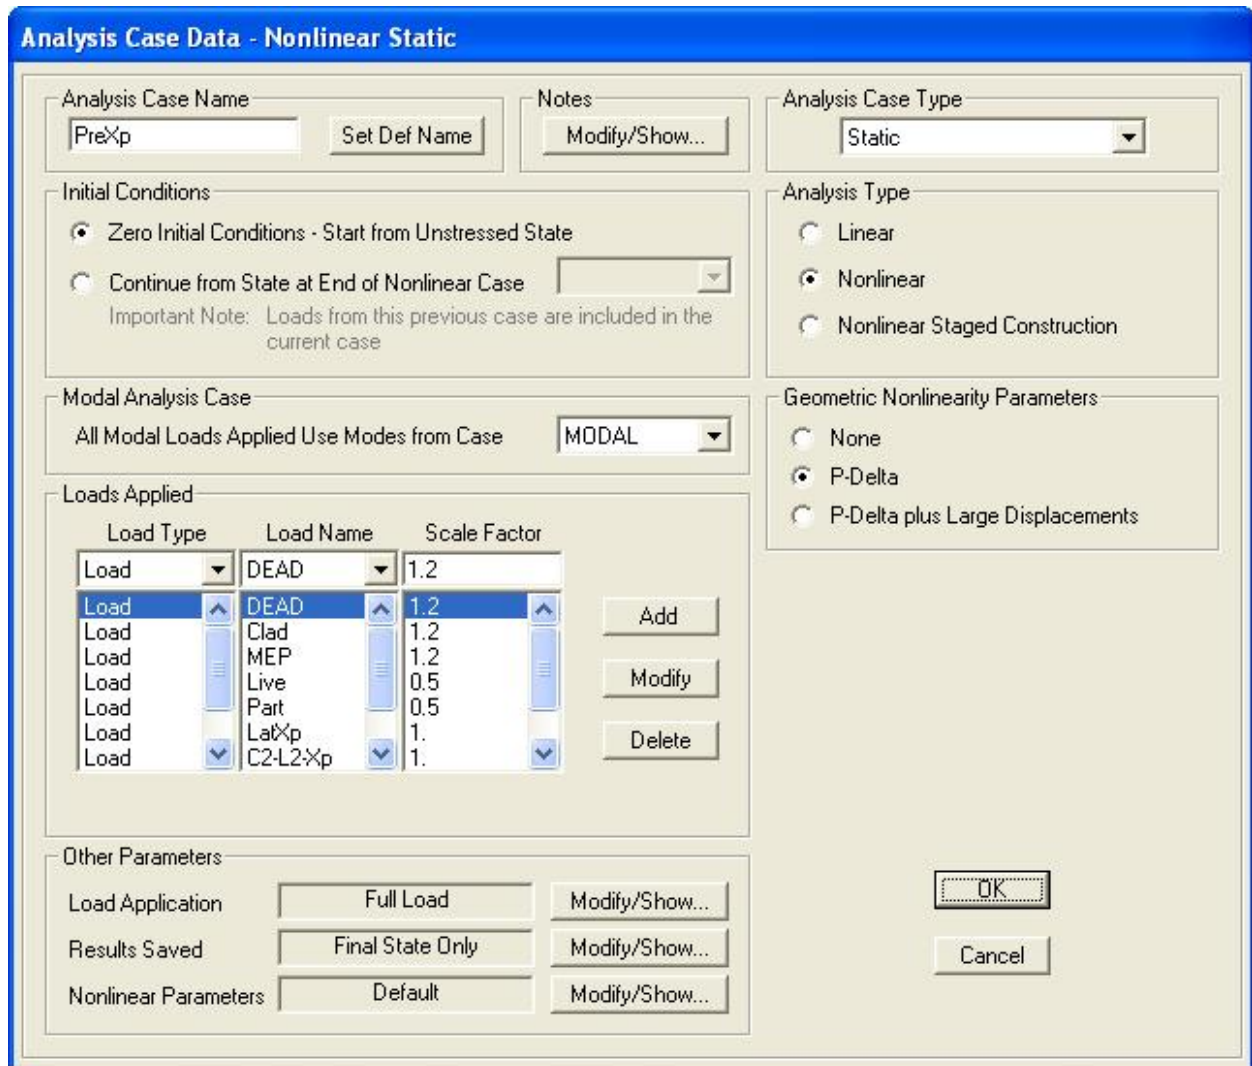 Analysis Case Data - Nonlinear Static
Analysis Case Name
PreXp
Set Def Name
Notes
Modify/Show...
Analysis Case Type
Static
Initial Conditions
Zero Initial Conditions - Start from Unstressed State
Continue from State at End of Nonlinear Case
Important Note: Loads from this previous case are included in the
current case
Analysis Type
Linear
Nonlinear
Nonlinear Staged Construction
Modal Analysis Case
All Modal Loads Applied Use Modes from Case
MODAL
Geometric Nonlinearity Parameters
None
P-Delta
P-Delta plus Large Displacements
Loads Applied
Load Type Load Name Scale Factor
Load DEAD 1.2
Load DEAD 1.2
Load Clad 1.2
Load MEP 1.2
Load Live 0.5
Load Part 0.5
Load LatXp 1.
Load C2-L2-Xp 1.
Add
Modify
Delete
Other Parameters
Load Application Full Load Modify/Show...
Results Saved Final State Only Modify/Show...
Nonlinear Parameters Default Modify/Show...
OK
Cancel